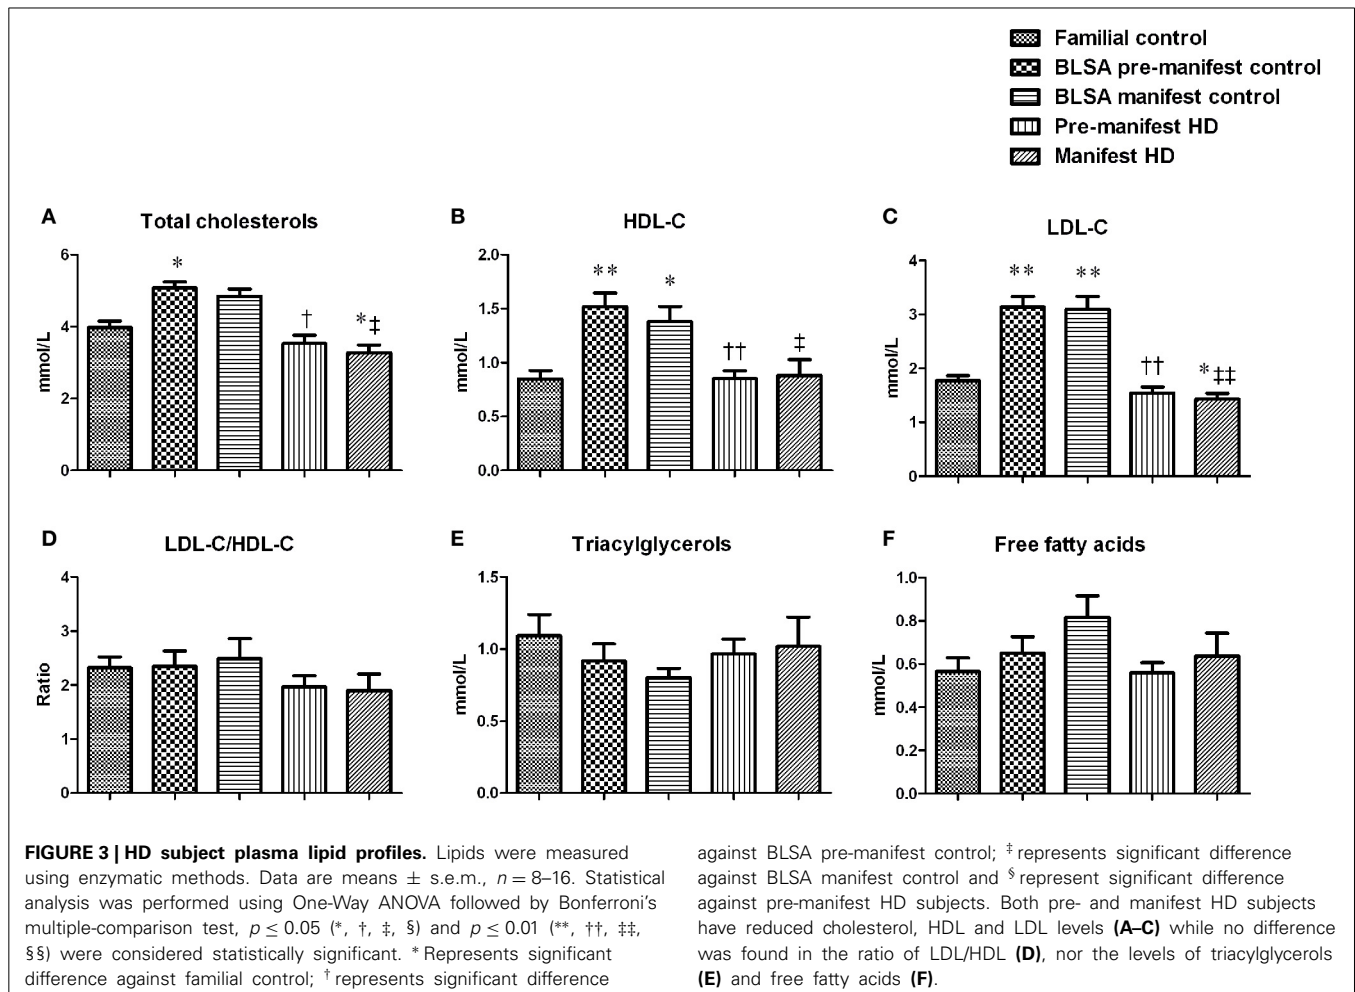 Familial control
BLSA pre-manifest control
BLSA manifest control
Pre-manifest HD
Manifest HD
A
Total cholesterols
mmol/L
6
4
2
0
*
†
*‡
B
HDL-C
mmol/L
2.0
1.5
1.0
0.5
0.0
**
*
††
‡
C
LDL-C
mmol/L
4
3
2
1
0
**
**
††
*‡‡
D
LDL-C/HDL-C
Ratio
4
3
2
1
0
E
Triacylglycerols
mmol/L
1.5
1.0
0.5
0.0
F
Free fatty acids
mmol/L
1.0
0.8
0.6
0.4
0.2
0.0
FIGURE 3 | HD subject plasma lipid profiles. Lipids were measured
using enzymatic methods. Data are means ± s.e.m., n = 8–16. Statistical
analysis was performed using One-Way ANOVA followed by Bonferroni's
multiple-comparison test, p ≤ 0.05 (*, †, ‡, §) and p ≤ 0.01 (**, ††, ‡‡,
§§) were considered statistically significant. *Represents significant
difference against familial control; †represents significant difference
against BLSA pre-manifest control; ‡represents significant difference
against BLSA manifest control and §represent significant difference
against pre-manifest HD subjects. Both pre- and manifest HD subjects
have reduced cholesterol, HDL and LDL levels (A–C) while no difference
was found in the ratio of LDL/HDL (D), nor the levels of triacylglycerols
(E) and free fatty acids (F).